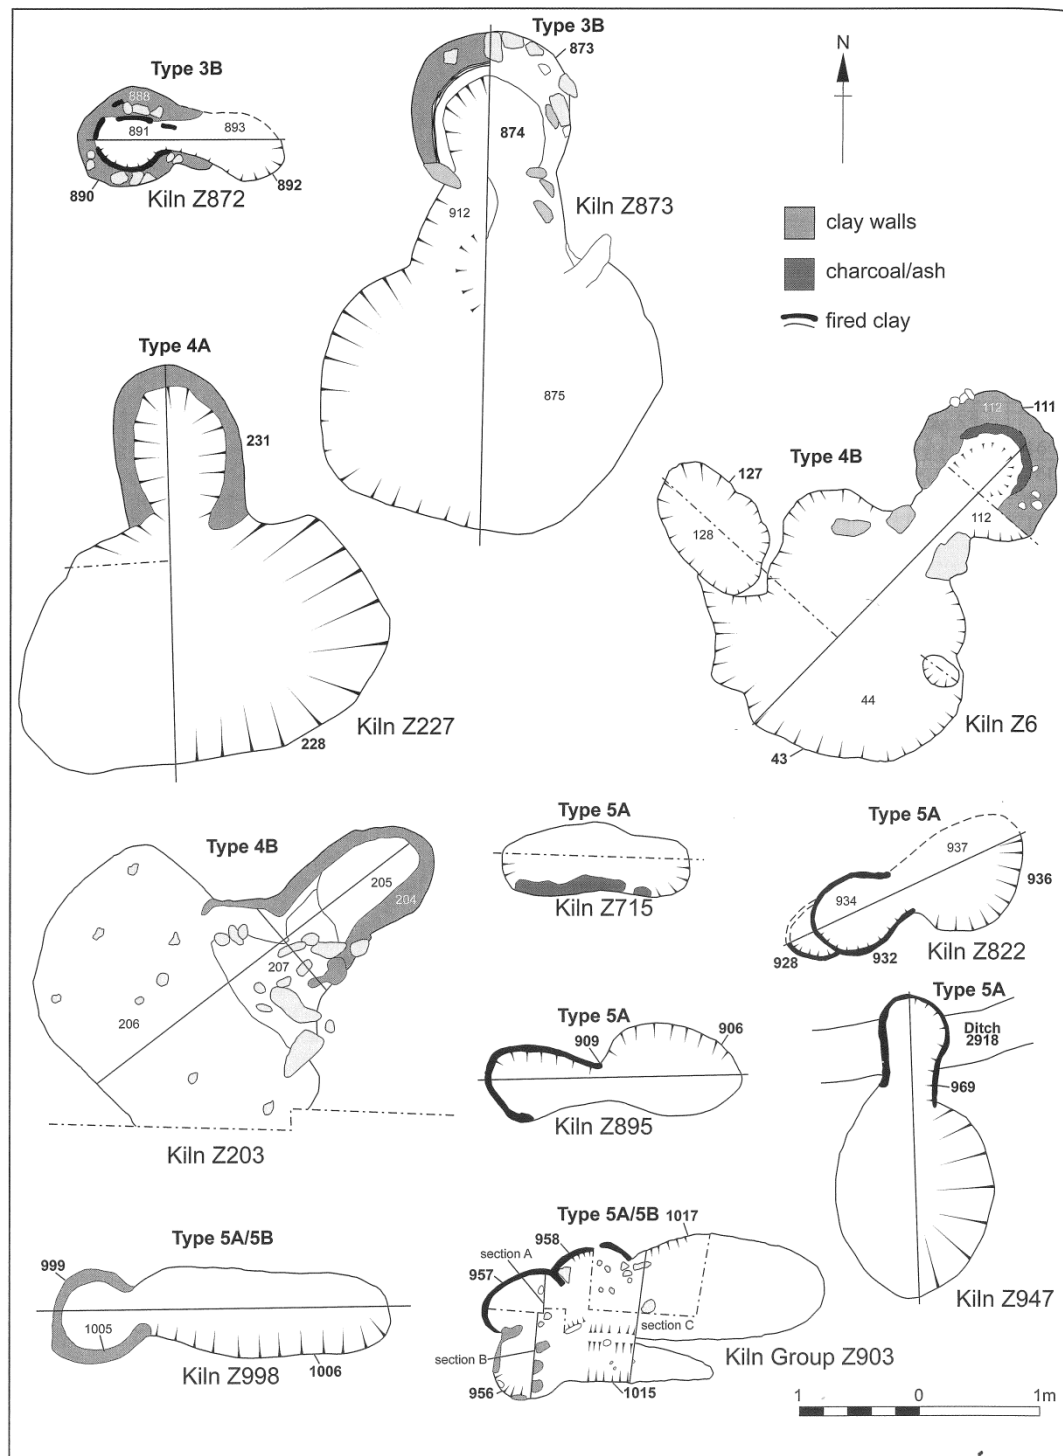 Type 3B
873
N
Type 3B
888
891
893
874
890
892
Kiln Z872
912
Kiln Z873
clay walls
charcoal/ash
fired clay
Type 4A
875
231
112
111
Type 4B
127
128
112
44
Kiln Z227
228
Kiln Z6
43
Type 5A
Type 5A
Type 4B
937
205
204
936
934
Kiln Z715
207
928
932
Kiln Z822
206
Type 5A
Type 5A
909
906
Ditch
2918
969
Kiln Z895
Kiln Z203
Type 5A/5B
Type 5A/5B
1017
958
section A
999
957
Kiln Z947
1005
section C
section B
Kiln Group Z903
Kiln Z998
1006
956
1015
1
0
1m